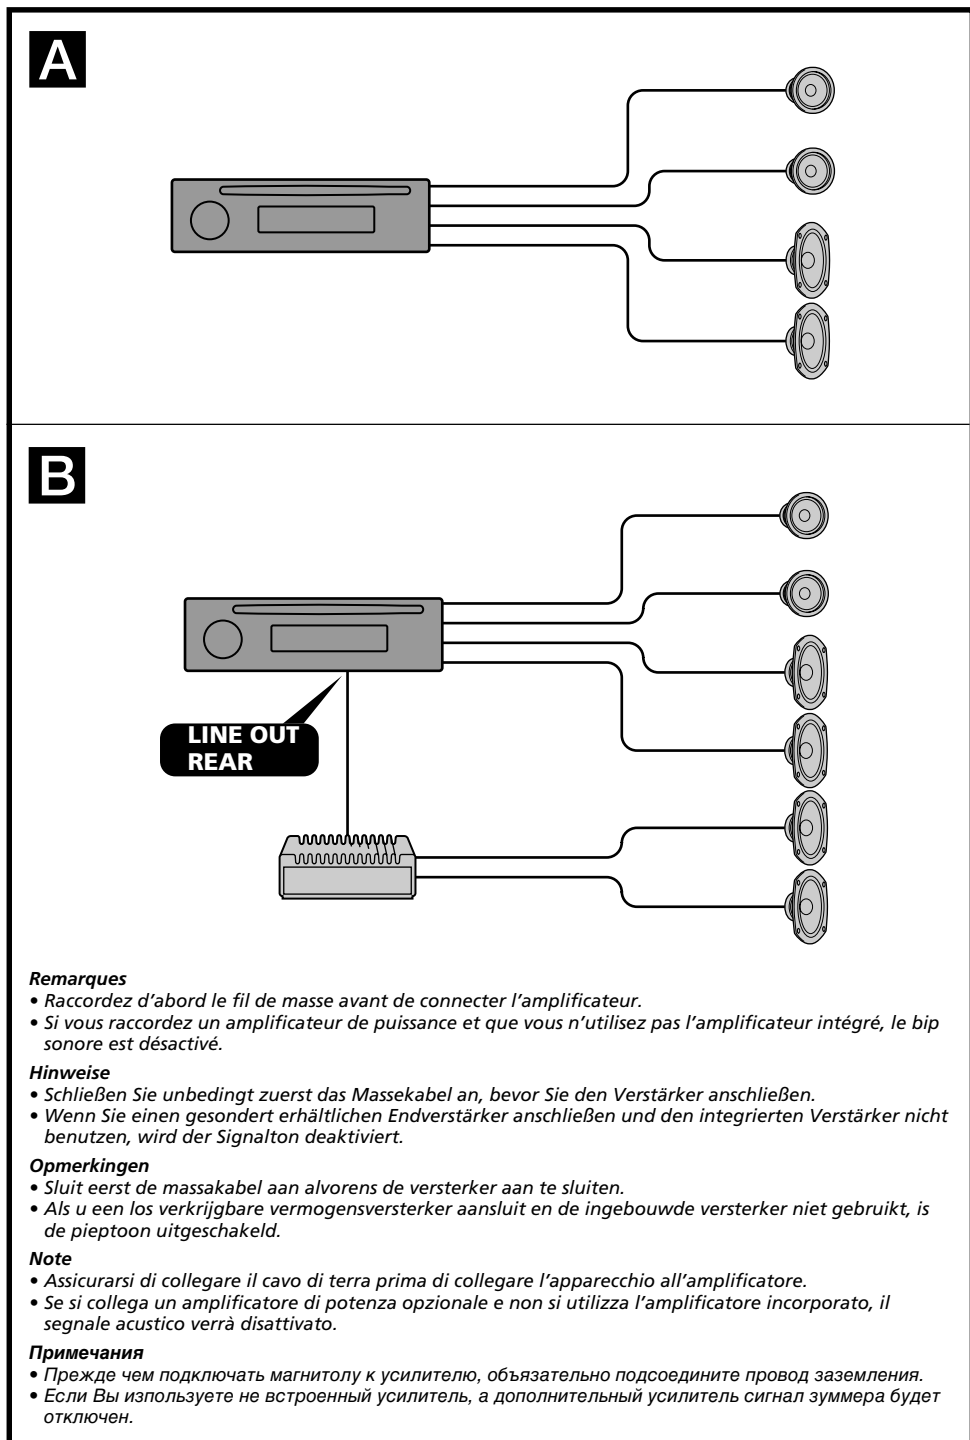 A
B
LINE OUT
REAR
Remarques
• Raccordez d’abord le fil de masse avant de connecter l’amplificateur.
• Si vous raccordez un amplificateur de puissance et que vous n’utilisez pas l’amplificateur intégré, le bip
sonore est désactivé.
Hinweise
• Schließen Sie unbedingt zuerst das Massekabel an, bevor Sie den Verstärker anschließen.
• Wenn Sie einen gesondert erhältlichen Endverstärker anschließen und den integrierten Verstärker nicht
benutzen, wird der Signalton deaktiviert.
Opmerkingen
• Sluit eerst de massakabel aan alvorens de versterker aan te sluiten.
• Als u een los verkrijgbare vermogensversterker aansluit en de ingebouwde versterker niet gebruikt, is
de pieptoon uitgeschakeld.
Note
• Assicurarsi di collegare il cavo di terra prima di collegare l’apparecchio all’amplificatore.
• Se si collega un amplificatore di potenza opzionale e non si utilizza l’amplificatore incorporato, il
segnale acustico verrà disattivato.
Примечания
• Прежде чем подключать магнитолу к усилителю, объязательно подсоедините провод заземления.
• Если Вы изпользуете не встроенный усилитель, а дополнительный усилитель сигнал зуммера будет
отключен.